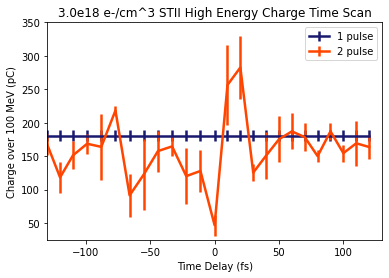 3.0e18 e-/cm^3 STII High Energy Charge Time Scan
350
300
250
200
150
100
50
Charge over 100 MeV (pC)
1 pulse
2 pulse
−100
−50
0
50
100
Time Delay (fs)